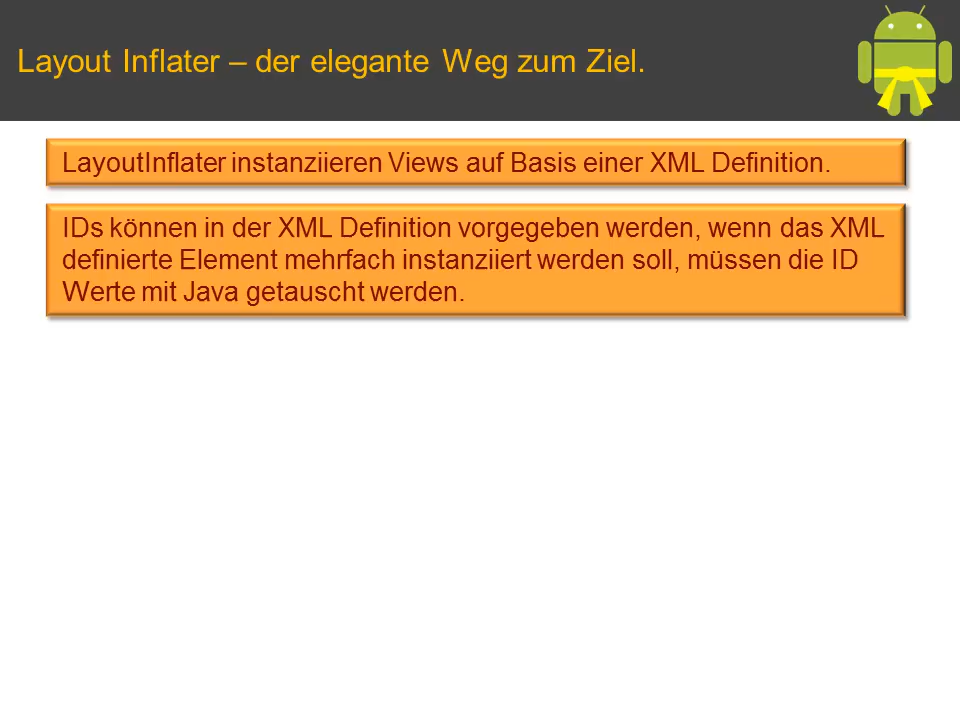 Layout Inflater – der elegante Weg zum Ziel.
LayoutInflater instanziieren Views auf Basis einer XML Definition.
IDs können in der XML Definition vorgegeben werden, wenn das XML
definierte Element mehrfach instanziiert werden soll, müssen die ID
Werte mit Java getauscht werden.